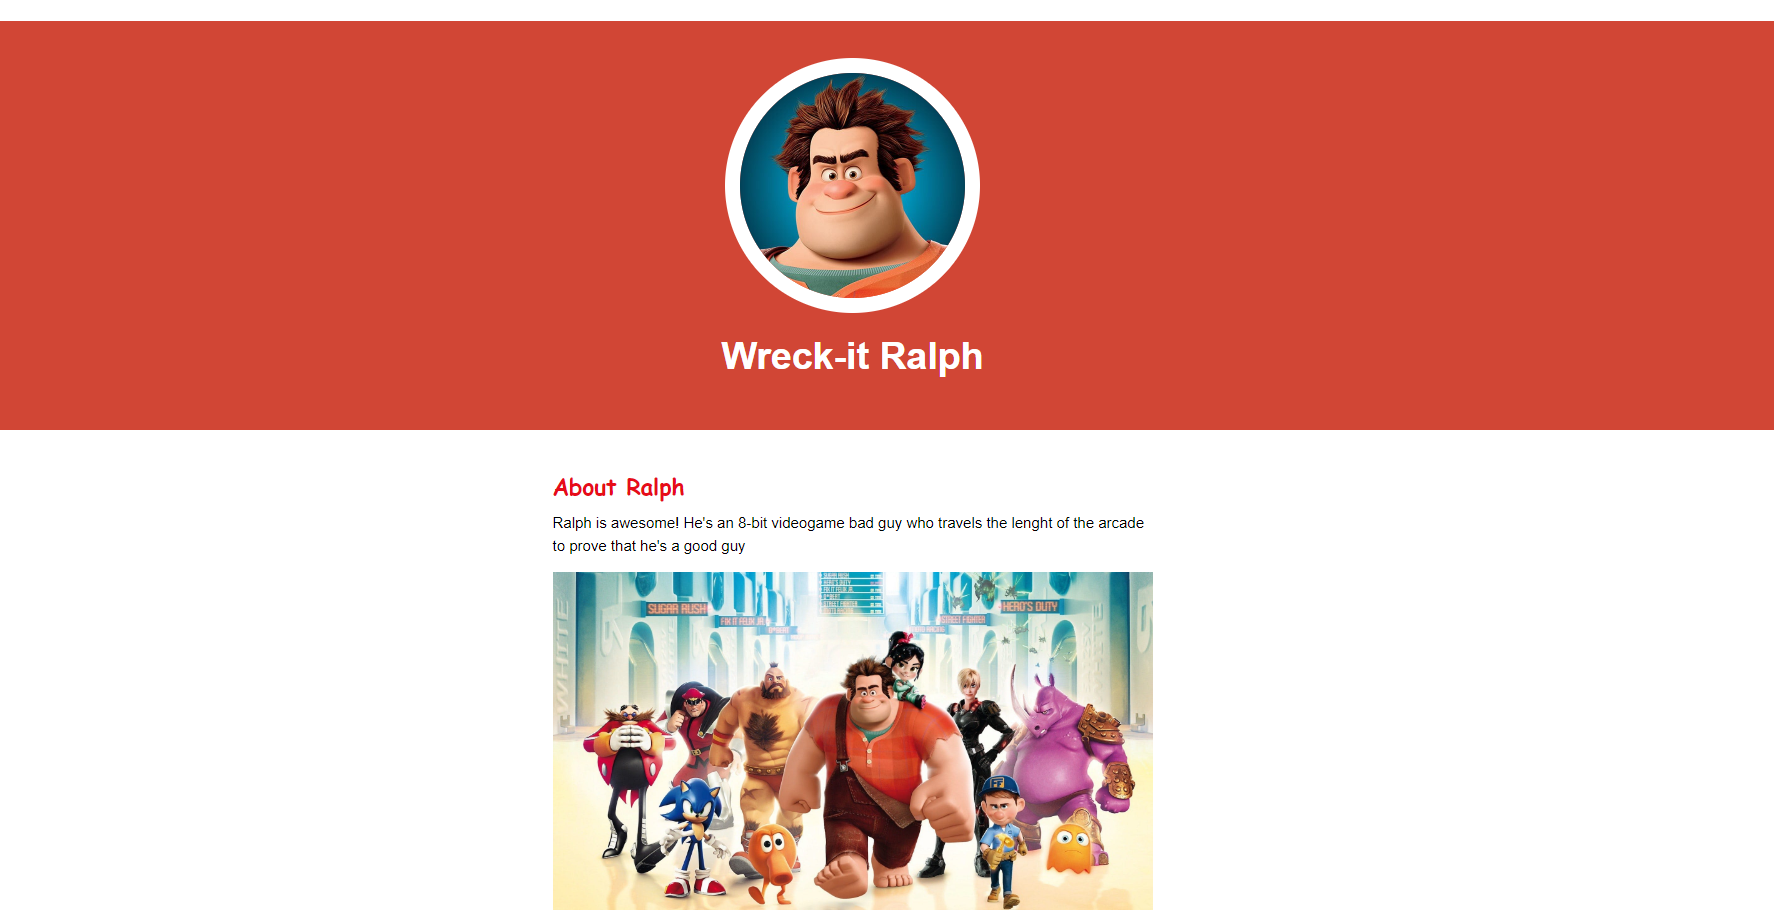 Wreck-it Ralph
About Ralph
Ralph is awesome! He's an 8-bit videogame bad guy who travels the lenght of the arcade
to prove that he's a good guy
SUGAR RUSH
HERO'S DUTY
FIX IT FELIX JR.
STREET FIGHTER
WHITE